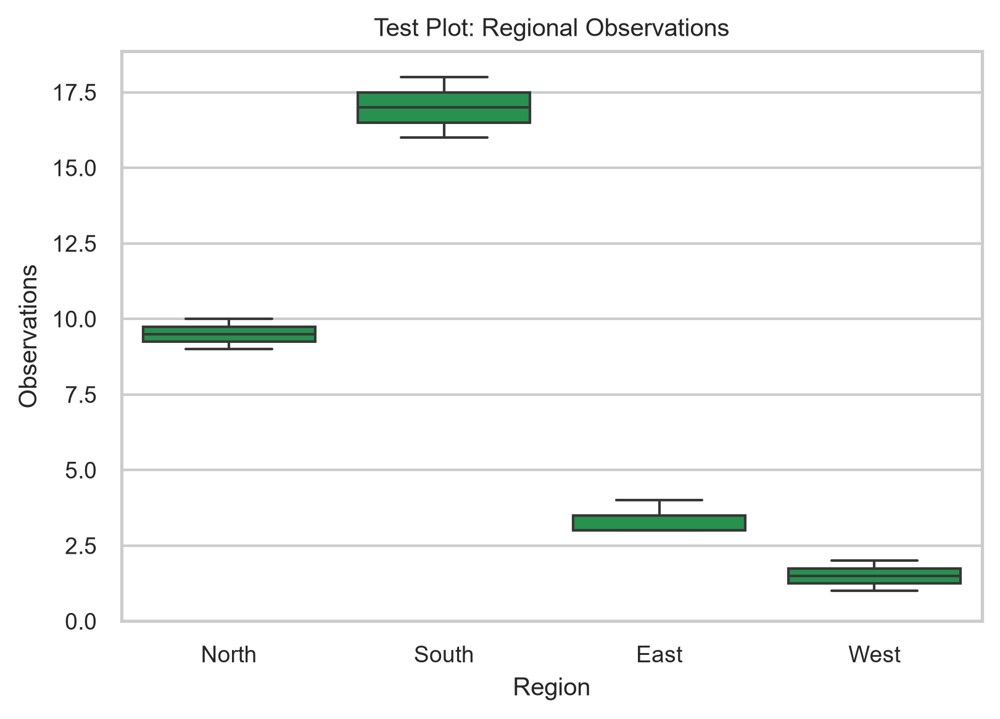 Test Plot: Regional Observations
17.5
15.0
12.5
10.0
7.5
5.0
2.5
0.0
Observations
North South East West
Region